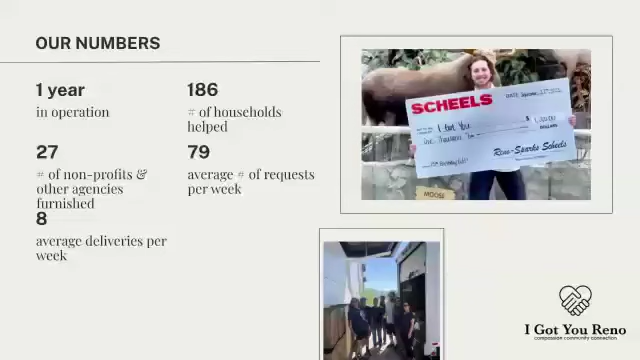 OUR NUMBERS
1 year
in operation
186
# of households
helped
27
# of non-profits &
other agencies
furnished
79
average # of requests
per week
8
average deliveries per
week
SCHEELS
I Got You
Reno-Sparks Scheels
MOOSE
I Got You Reno
compassion community connection